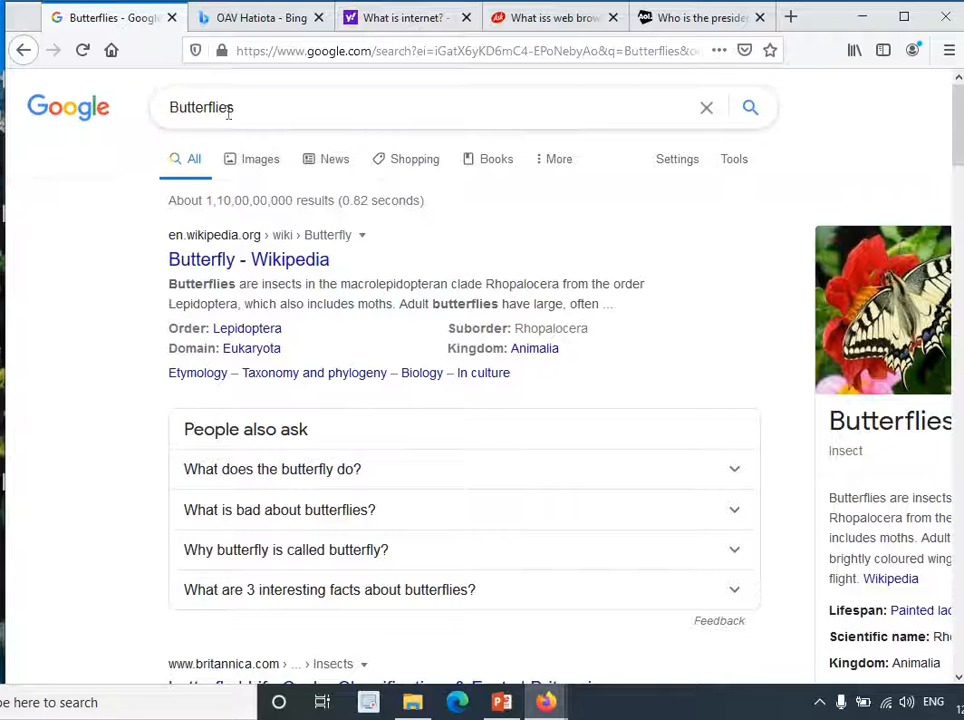 Butterflies - Google
OAV Hatiota - Bing
What is internet? -
What iss web brow
Who is the preside
https://www.google.com/search?ei=iGatX6yKD6mC4-EPoNebyAo&q=Butterflies&o
Google
Butterflies
All
Images
News
Shopping
Books
More
Settings
Tools
About 1,10,00,00,000 results (0.82 seconds)
en.wikipedia.org › wiki › Butterfly
Butterfly - Wikipedia
Butterflies are insects in the macrolepidopteran clade Rhopalocera from the order
Lepidoptera, which also includes moths. Adult butterflies have large, often ...
Order: Lepidoptera
Suborder: Rhopalocera
Domain: Eukaryota
Kingdom: Animalia
Etymology – Taxonomy and phylogeny – Biology – In culture
People also ask
What does the butterfly do?
What is bad about butterflies?
Why butterfly is called butterfly?
What are 3 interesting facts about butterflies?
Feedback
www.britannica.com › ... › Insects
Butterflies
Insect
Butterflies are insects
Rhopalocera from the
includes moths. Adult
brightly coloured wing
flight. Wikipedia
Lifespan: Painted lad
Scientific name: Rh
Kingdom: Animalia
pe here to search
ENG